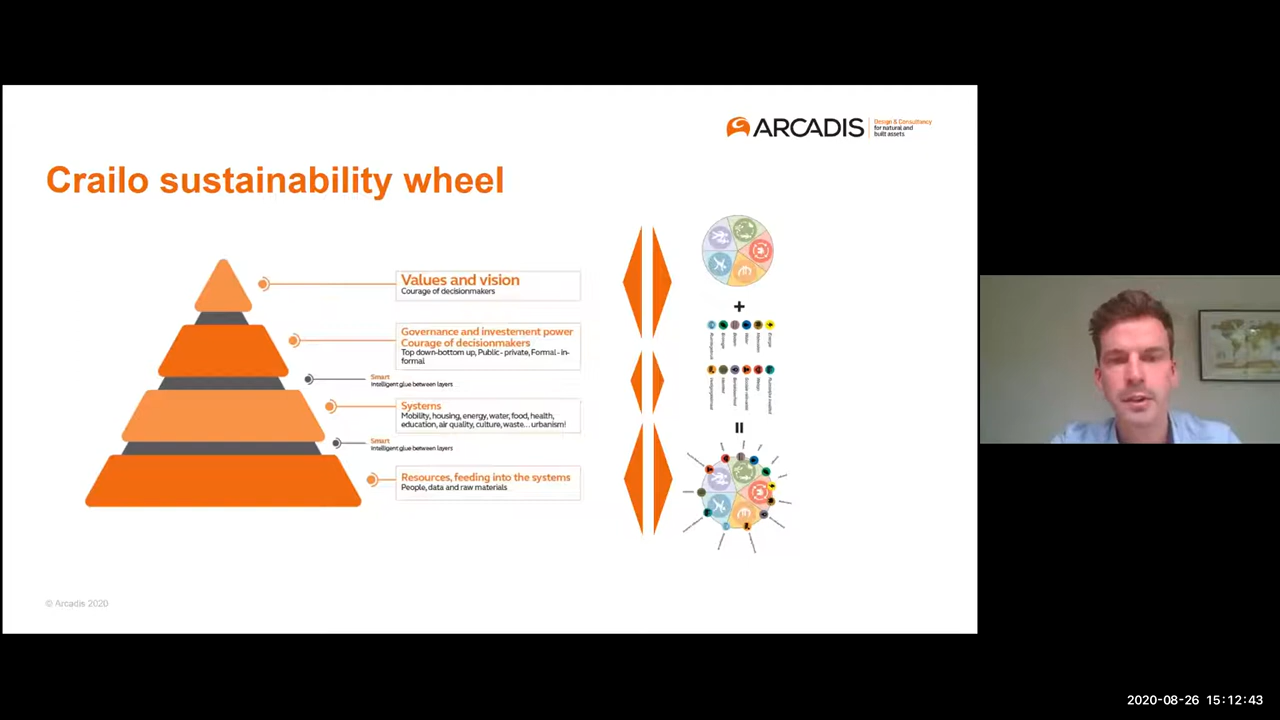 ARCADIS
Design & Consultancy
for natural and
built assets
Crailo sustainability wheel
Values and vision
Courage of decisionmakers
Governance and investement power
Courage of decisionmakers
Top down-bottom up, Public - private, Formal - in-
formal
Smart
Intelligent glue between layers
Systems
Mobility, housing, energy, water, food, health,
education, air quality, culture, waste... urbanism!
Smart
Intelligent glue between layers
Resources, feeding into the systems
People, data and raw materials
+
© Arcadis 2020
2020-08-26 15:12:43